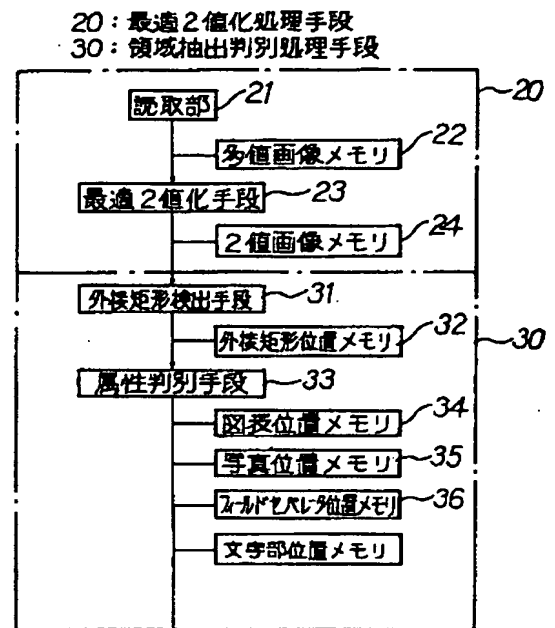 20:最適2値化処理手段
30:領域抽出判別処理手段
読取部 21
20
多値画像メモリ 22
最適2値化手段 23
2値画像メモリ 24
外接矩形検出手段 31
外接矩形位置メモリ 32
30
属性判別手段 33
図表位置メモリ 34
写真位置メモリ 35
フィールドセパレータ位置メモリ 36
文字部位置メモリ